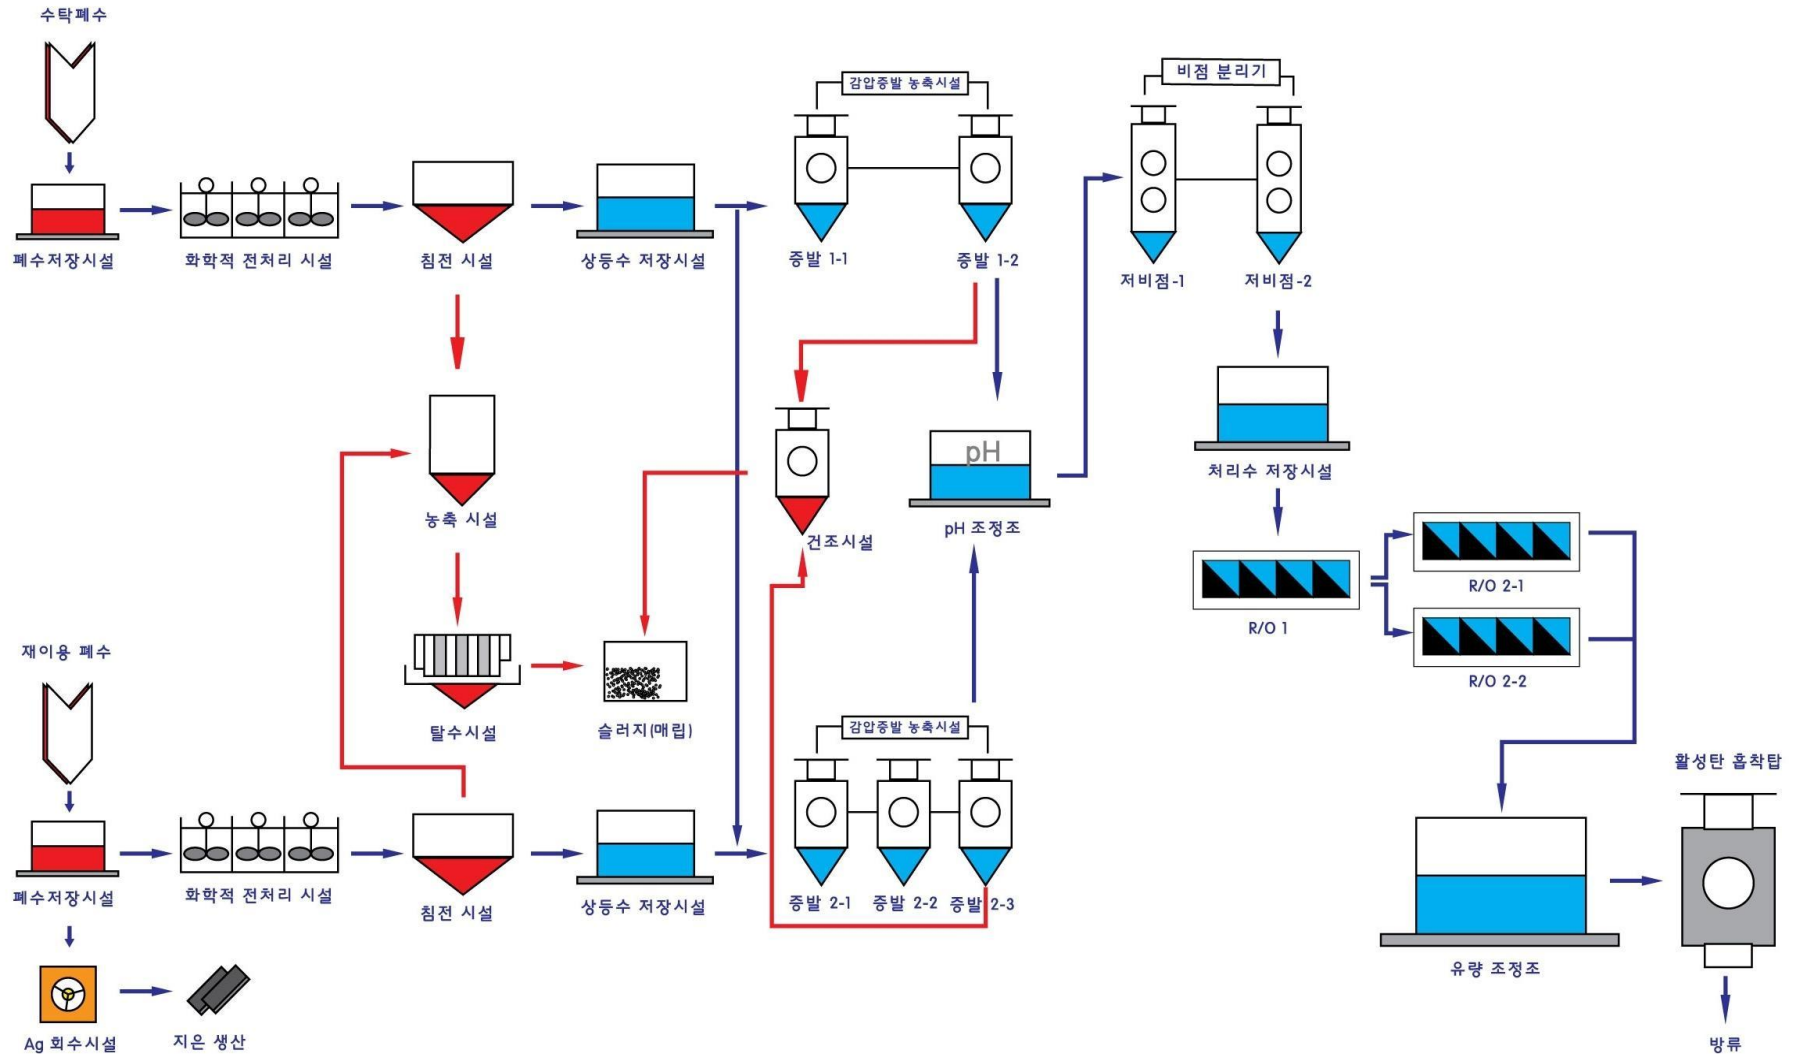 수탁폐수
폐수저장시설
화학적 전처리 시설
침전 시설
상등수 저장시설
감압증발 농축시설
증발 1-1
증발 1-2
비점 분리기
저비점-1
저비점-2
처리수 저장시설
농축 시설
건조시설
pH
pH 조정조
R/O 1
R/O 2-1
R/O 2-2
탈수시설
슬러지(매립)
재이용 폐수
폐수저장시설
화학적 전처리 시설
침전 시설
상등수 저장시설
감압증발 농축시설
증발 2-1
증발 2-2
증발 2-3
유량 조정조
활성탄 흡착탑
방류
Ag 회수시설
지은 생산